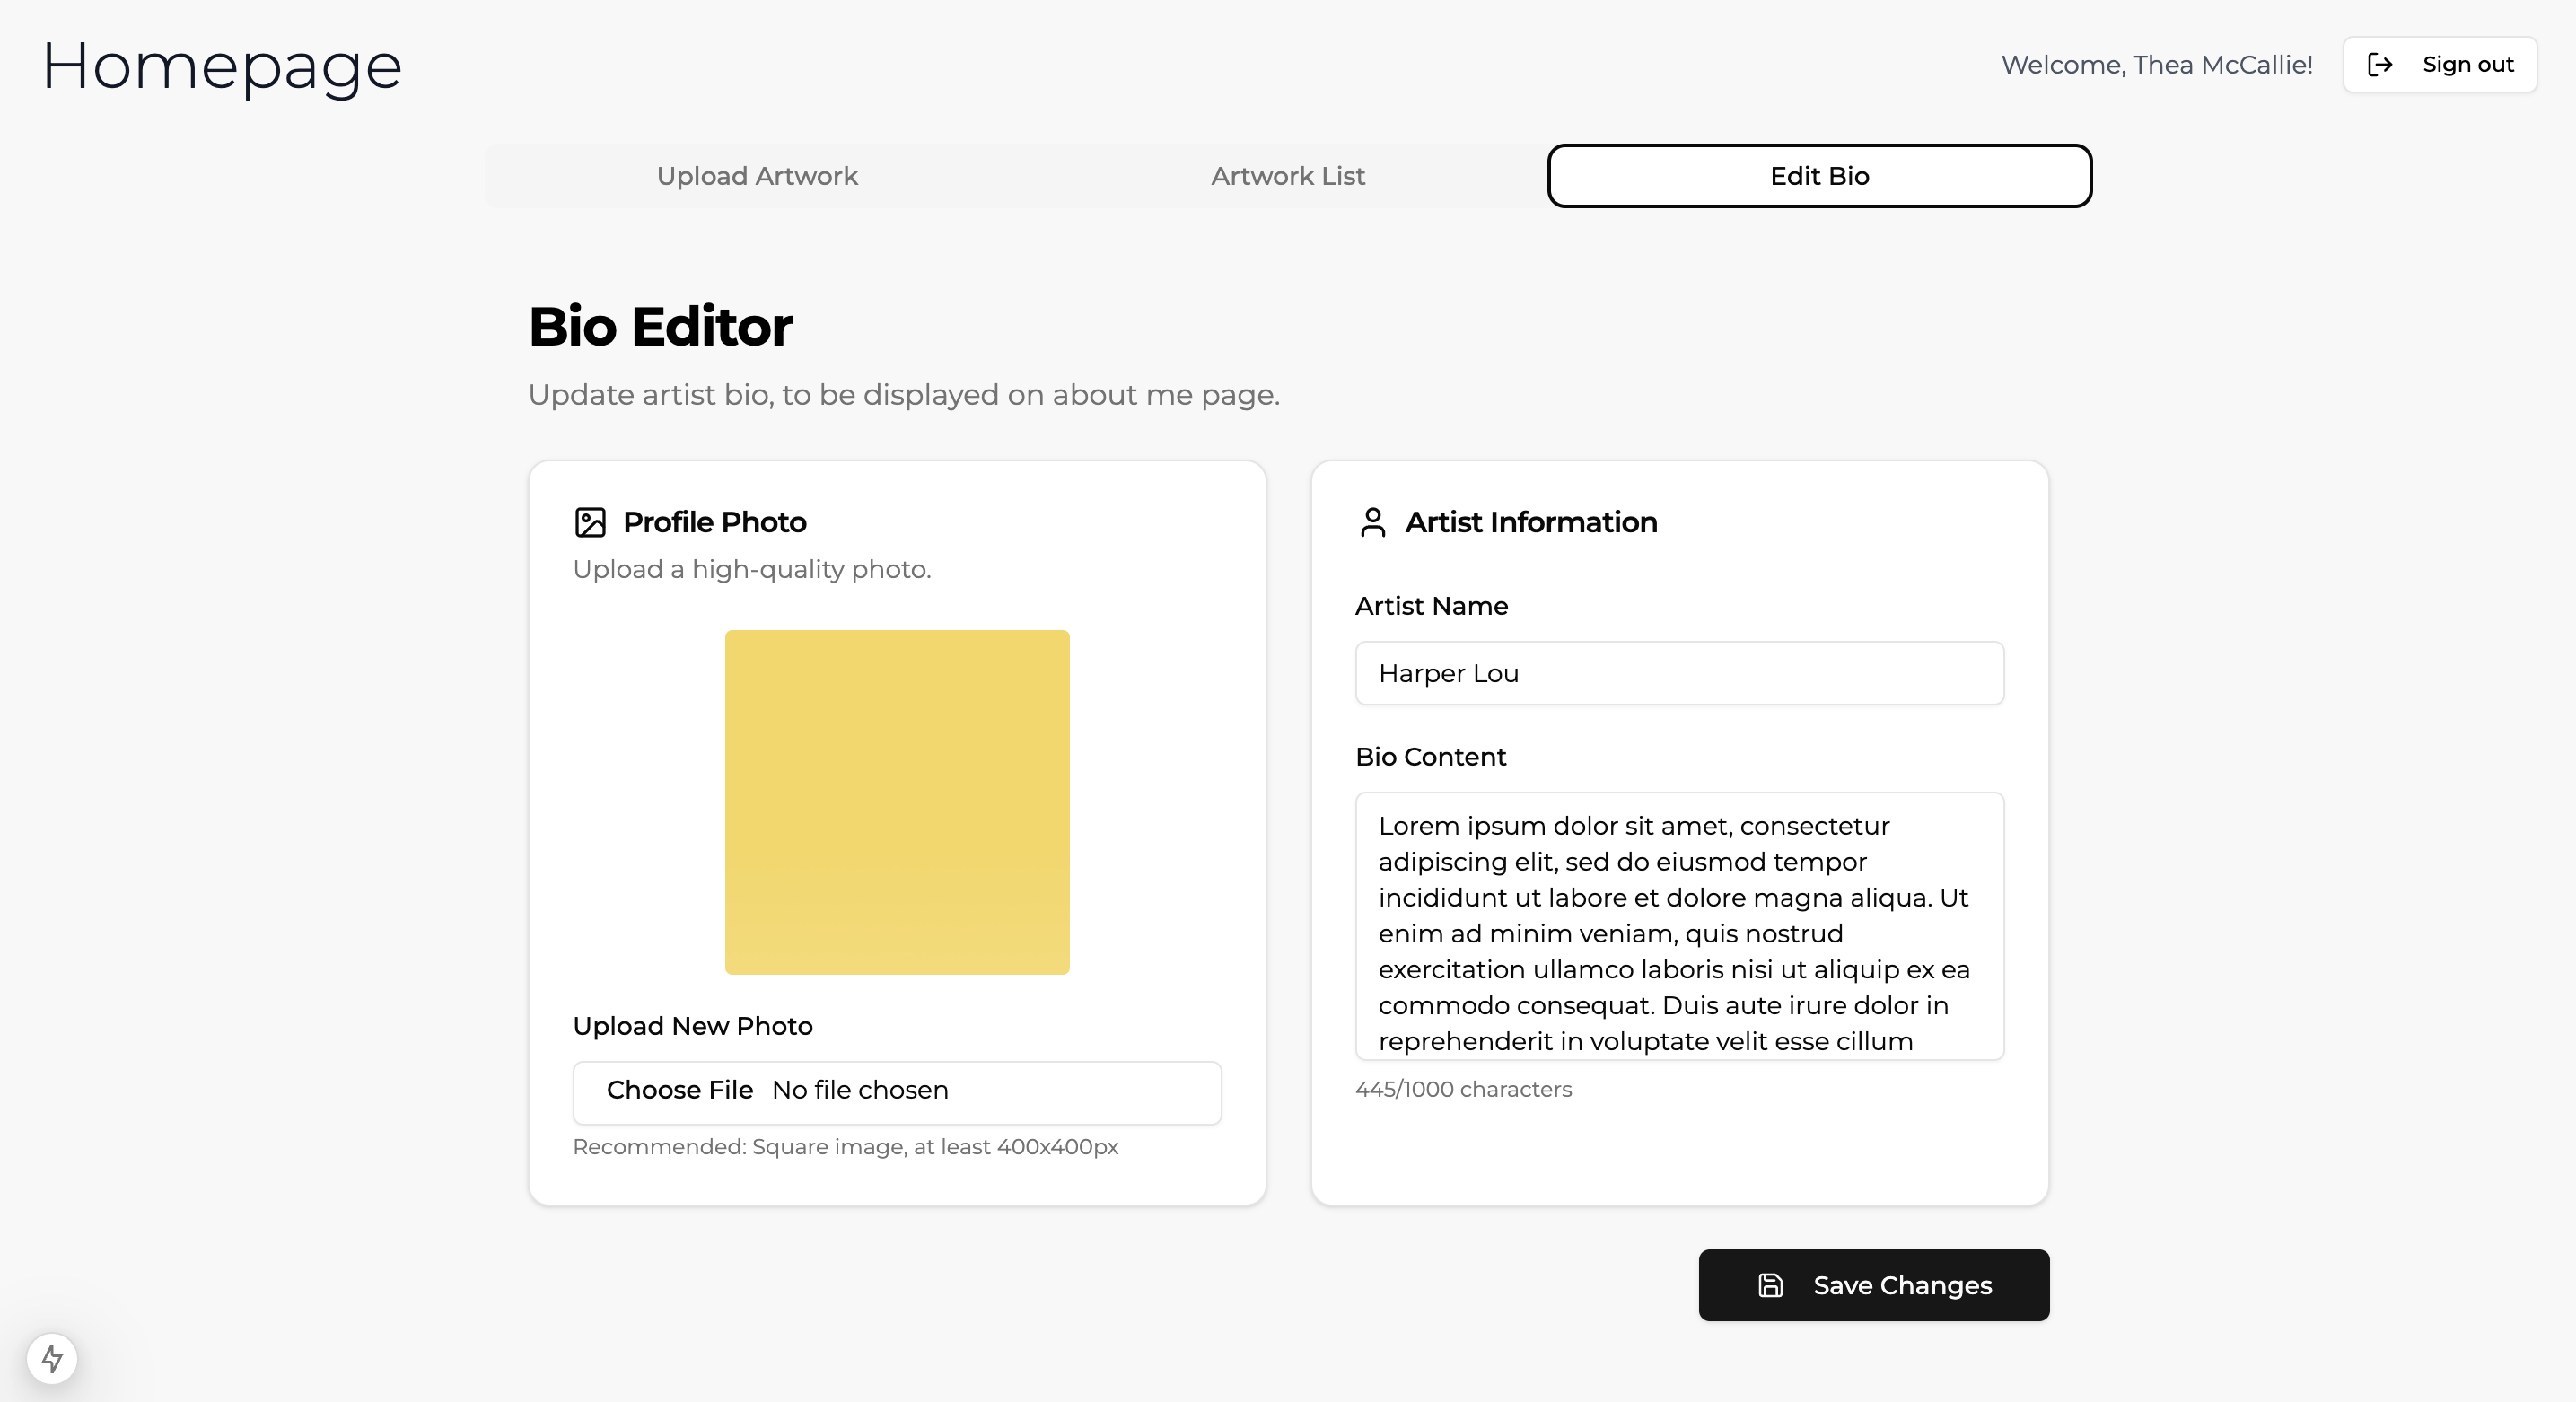 Homepage
Welcome, Thea McCallie!
Sign out
Upload Artwork
Artwork List
Edit Bio
Bio Editor
Update artist bio, to be displayed on about me page.
Profile Photo
Upload a high-quality photo.
Upload New Photo
Choose File No file chosen
Recommended: Square image, at least 400x400px
Artist Information
Artist Name
Harper Lou
Bio Content
Lorem ipsum dolor sit amet, consectetur
adipiscing elit, sed do eiusmod tempor
incididunt ut labore et dolore magna aliqua. Ut
enim ad minim veniam, quis nostrud
exercitation ullamco laboris nisi ut aliquip ex ea
commodo consequat. Duis aute irure dolor in
reprehenderit in voluptate velit esse cillum
445/1000 characters
Save Changes